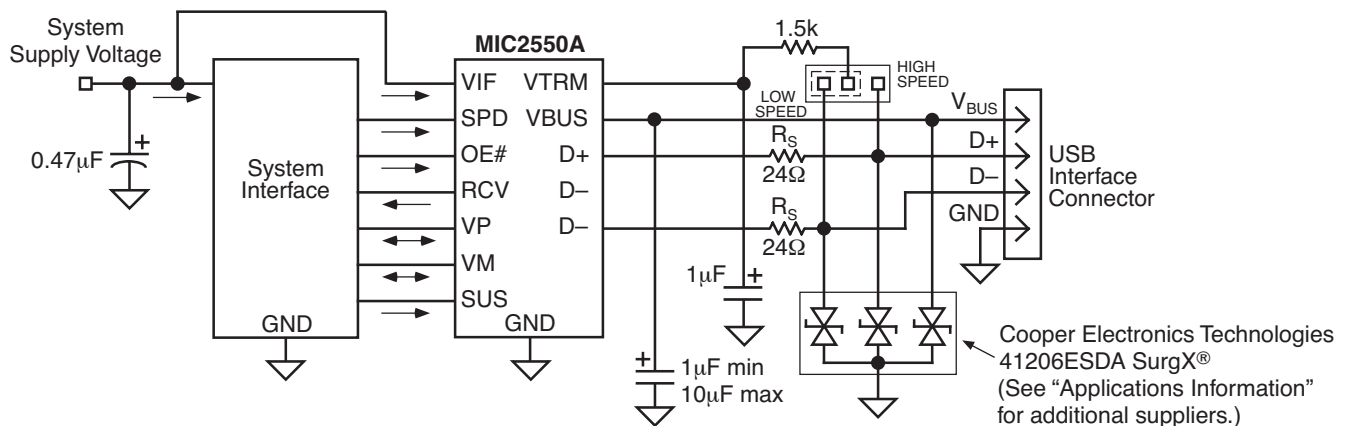 System
Supply Voltage
0.47µF
+
System
Interface
GND
MIC2550A
VIF
SPD
OE#
RCV
VP
VM
SUS
VTRM
VBUS
D+
D–
D–
GND
1.5k
LOW
SPEED
HIGH
SPEED
RS
24Ω
RS
24Ω
1µF
+
+
1µF min
10µF max
VBUS
D+
D–
GND
USB
Interface
Connector
Cooper Electronics Technologies
41206ESDA SurgX®
(See “Applications Information”
for additional suppliers.)